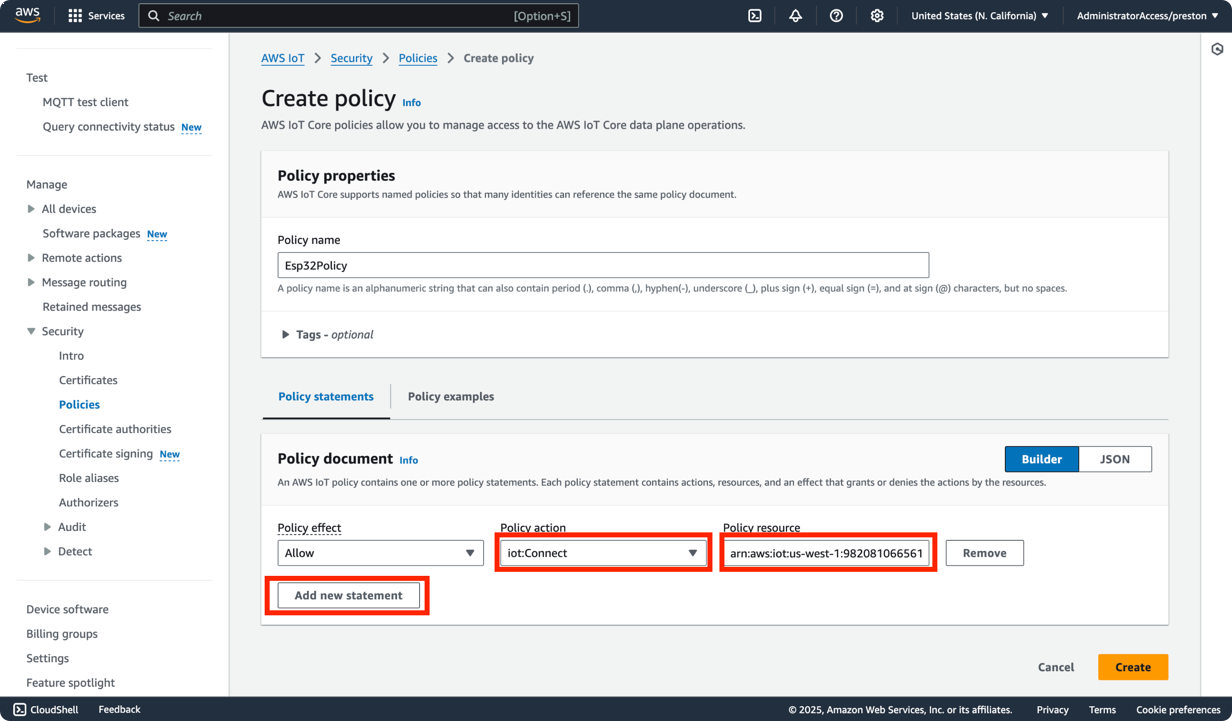 aws
Services
Search
[Option+S]
United States (N. California)
AdministratorAccess/preston
Test
MQTT test client
Query connectivity status New
Manage
All devices
Software packages New
Remote actions
Message routing
Retained messages
Security
Intro
Certificates
Policies
Certificate authorities
Certificate signing New
Role aliases
Authorizers
Audit
Detect
Device software
Billing groups
Settings
Feature spotlight
AWS IoT > Security > Policies > Create policy
Create policy Info
AWS IoT Core policies allow you to manage access to the AWS IoT Core data plane operations.
Policy properties
AWS IoT Core supports named policies so that many identities can reference the same policy document.
Policy name
Esp32Policy
A policy name is an alphanumeric string that can also contain period (.), comma (,), hyphen(-), underscore (_), plus sign (+), equal sign (=), and at sign (@) characters, but no spaces.
Tags - optional
Policy statements
Policy examples
Policy document Info
Builder
JSON
An AWS IoT policy contains one or more policy statements. Each policy statement contains actions, resources, and an effect that grants or denies the actions by the resources.
Policy effect
Policy action
Policy resource
Allow
iot:Connect
arn:aws:iot:us-west-1:982081066561
Remove
Add new statement
Cancel
Create
CloudShell
Feedback
© 2025, Amazon Web Services, Inc. or its affiliates.
Privacy
Terms
Cookie preferences